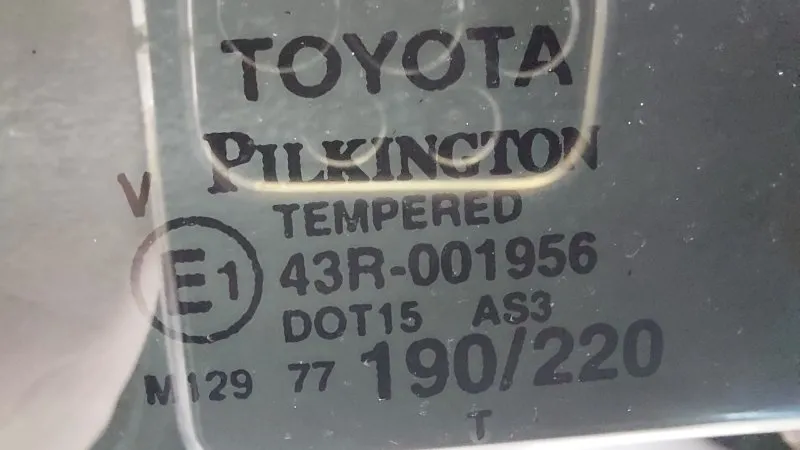 TOYOTA
PILKINGTON
V
TEMPERED
E1 43R-001956
DOT15 AS3
M129 77 190/220
T